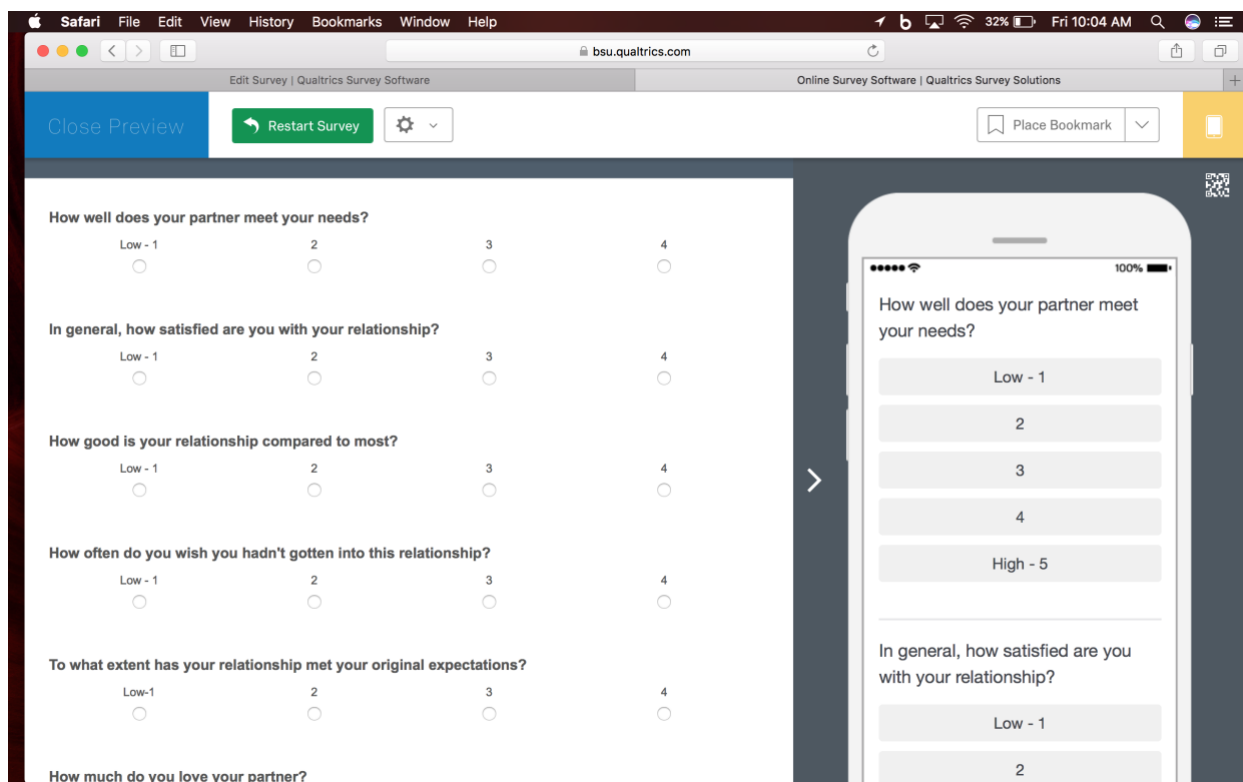 Safari File Edit View History Bookmarks Window Help 32% Fri 10:04 AM
bsu.qualtrics.com
Edit Survey | Qualtrics Survey Software
Online Survey Software | Qualtrics Survey Solutions
Close Preview
Restart Survey
Place Bookmark
How well does your partner meet your needs?
Low - 1 2 3 4
In general, how satisfied are you with your relationship?
Low - 1 2 3 4
How good is your relationship compared to most?
Low - 1 2 3 4
How often do you wish you hadn't gotten into this relationship?
Low - 1 2 3 4
To what extent has your relationship met your original expectations?
Low-1 2 3 4
How much do you love your partner?
100%
How well does your partner meet
your needs?
Low - 1
2
3
4
High - 5
In general, how satisfied are you
with your relationship?
Low - 1
2